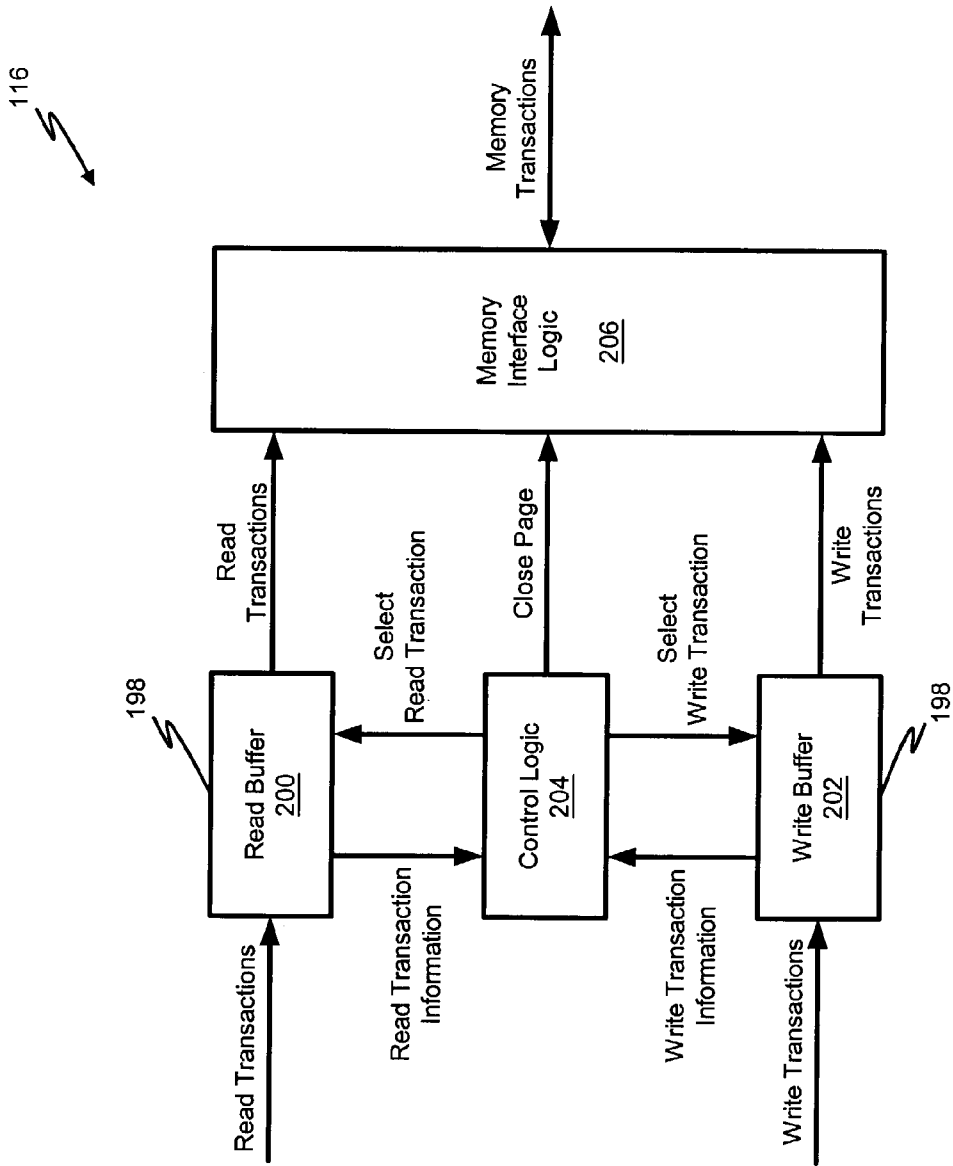 116
198
Read Transactions
Read Buffer
200
Read
Transactions
Read Transaction
Information
Select
Read Transaction
Control Logic
204
Close Page
Memory
Interface
Logic
206
Memory
Transactions
Write Transaction
Information
Select
Write Transaction
Write Transactions
Write Buffer
202
Write
Transactions
198